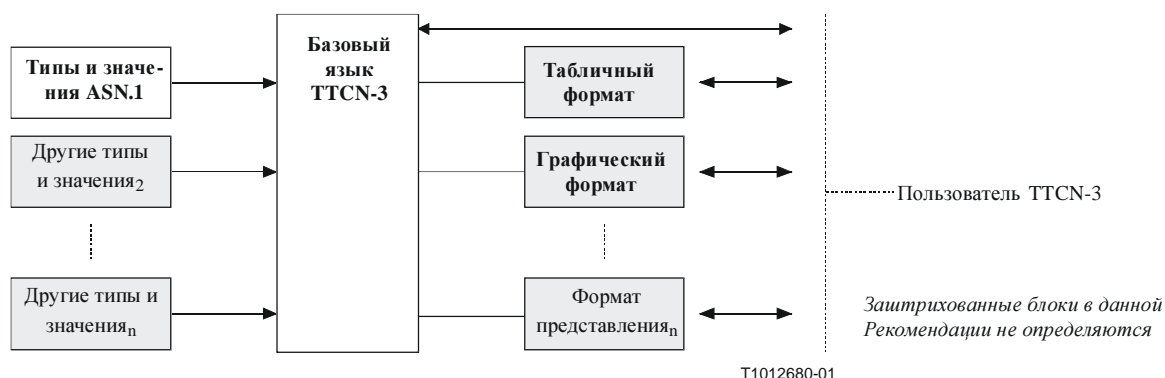 Типы и значе-
ния ASN.1
Другие типы
и значения2
Другие типы и
значенияn
Базовый
язык
TTCN-3
Табличный
формат
Графический
формат
Формат
представленияn
Пользователь TTCN-3
Заштрихованные блоки в данной
Рекомендации не определяются
T1012680-01